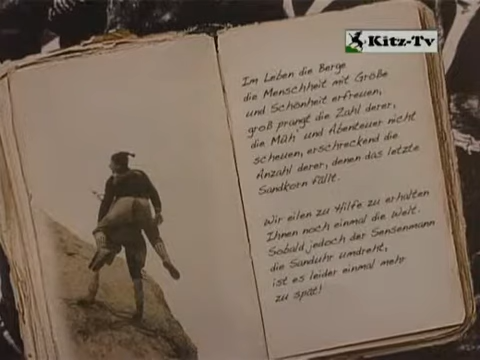 Kitz-Tv
Im Leben die Berge
die Menschheit mit Größe
und Schönheit erfreuen,
groß prangt die Zahl derer,
die Müh und Abenteuer nicht
scheuen, erschreckend die
Anzahl derer, denen das letzte
Sandkorn fällt.
Wir eilen zu Hilfe zu erhalten
Ihnen noch einmal die Welt.
Sobald jedoch der Sensenmann
die Sanduhr umdreht,
ist es leider einmal mehr
zu spät!